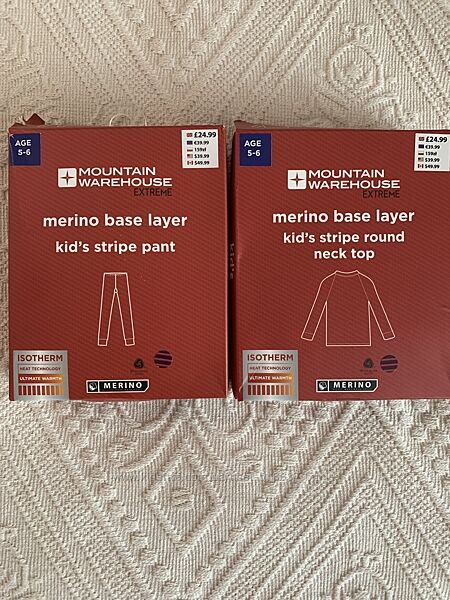 AGE
5-6
£24.99
€39.99
159zł
$39.99
$49.99
MOUNTAIN
WAREHOUSE
EXTREME
merino base layer
kid's stripe pant
ISOTHERM
HEAT TECHNOLOGY
ULTIMATE WARMTH
MERINO
kid's
AGE
5-6
£24.99
€39.99
159zł
$39.99
$49.99
MOUNTAIN
WAREHOUSE
EXTREME
merino base layer
kid's stripe round
neck top
ISOTHERM
HEAT TECHNOLOGY
ULTIMATE WARMTH
MERINO